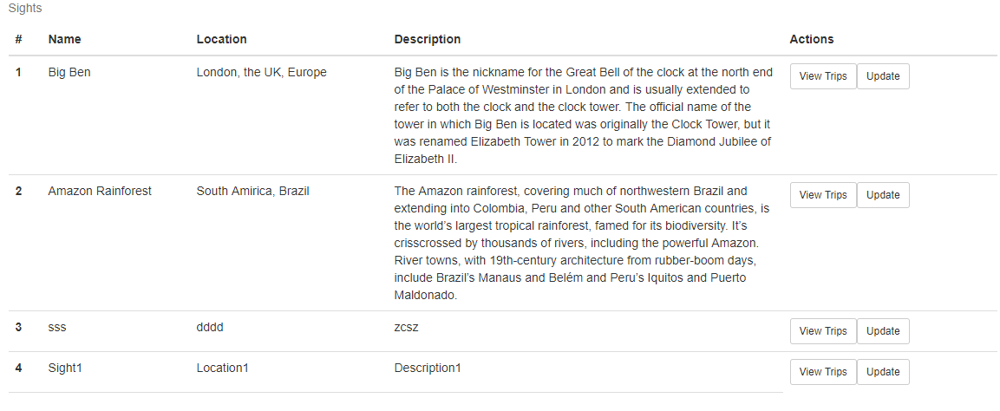 Sights
# Name Location Description Actions
1 Big Ben London, the UK, Europe Big Ben is the nickname for the Great Bell of the clock at the north end View Trips Update
of the Palace of Westminster in London and is usually extended to
refer to both the clock and the clock tower. The official name of the
tower in which Big Ben is located was originally the Clock Tower, but it
was renamed Elizabeth Tower in 2012 to mark the Diamond Jubilee of
Elizabeth II.
2 Amazon Rainforest South Amirica, Brazil The Amazon rainforest, covering much of northwestern Brazil and View Trips Update
extending into Colombia, Peru and other South American countries, is
the world’s largest tropical rainforest, famed for its biodiversity. It’s
crisscrossed by thousands of rivers, including the powerful Amazon.
River towns, with 19th-century architecture from rubber-boom days,
include Brazil’s Manaus and Belém and Peru’s Iquitos and Puerto
Maldonado.
3 sss dddd zcsz View Trips Update
4 Sight1 Location1 Description1 View Trips Update